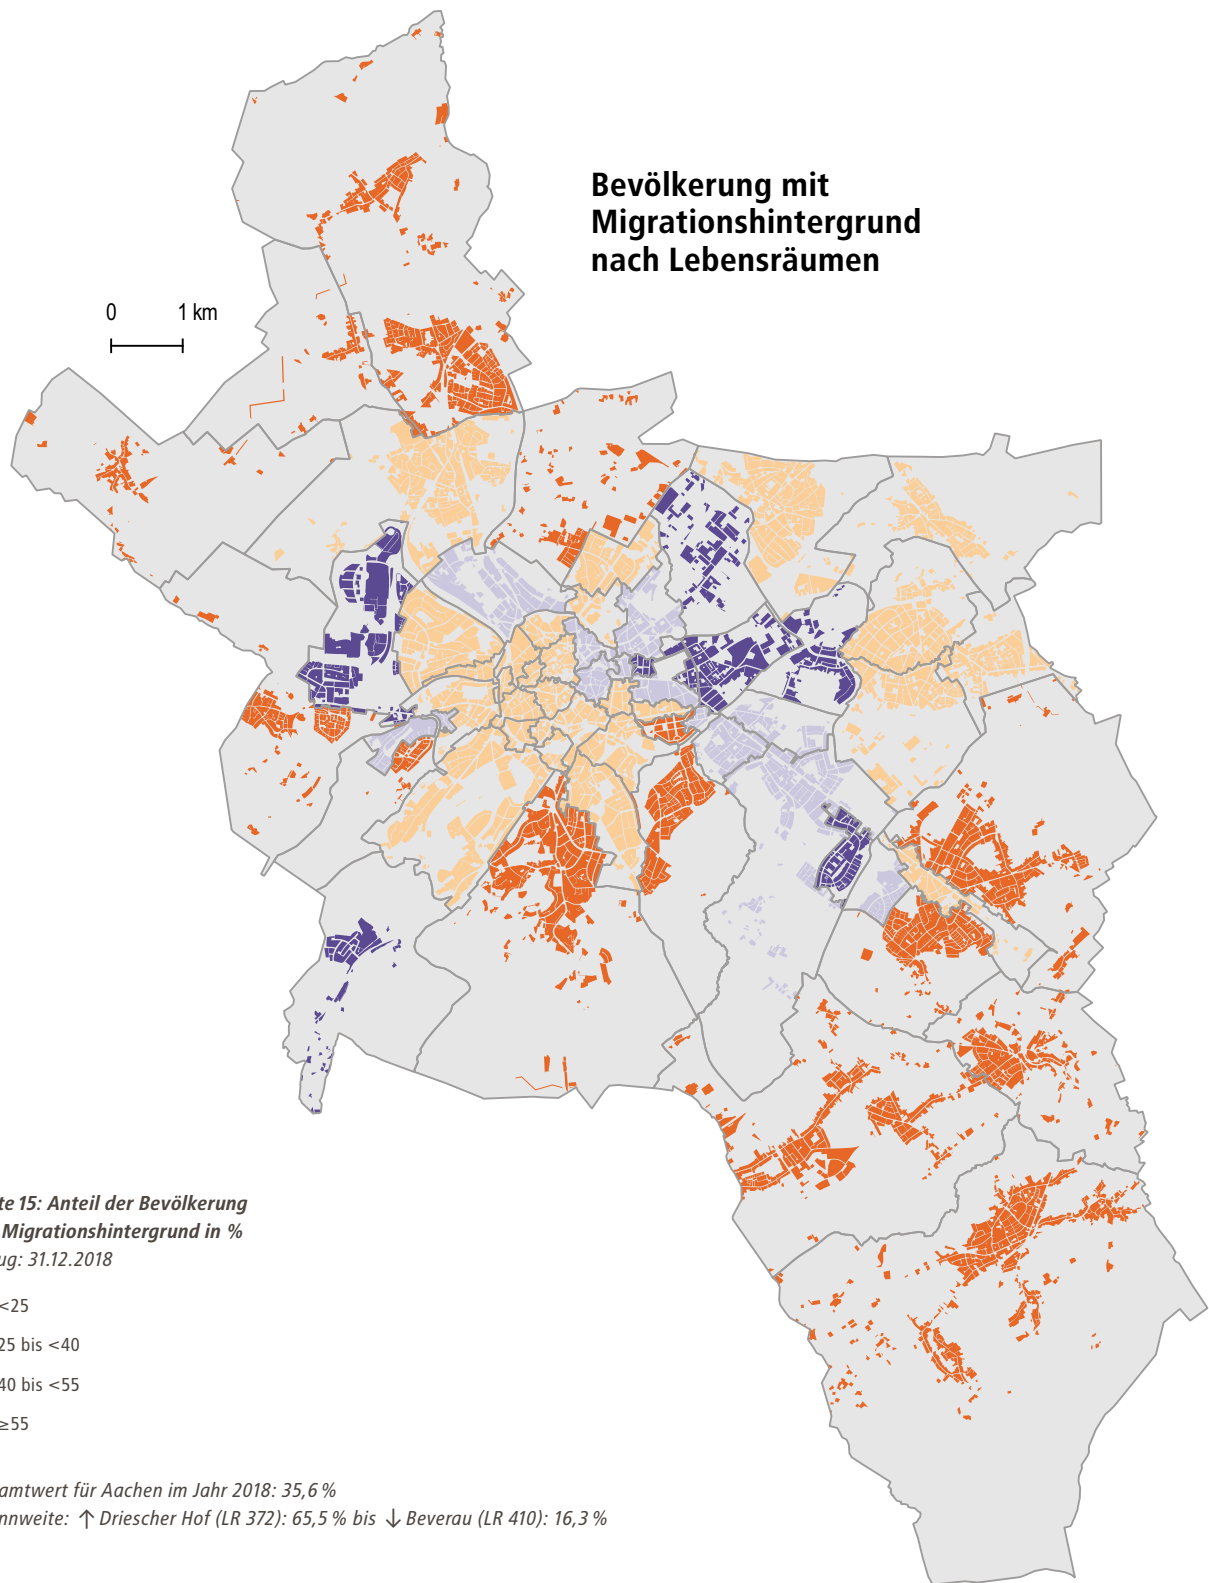 Bevölkerung mit
Migrationshintergrund
nach Lebensräumen
0 1 km
te 15: Anteil der Bevölkerung
Migrationshintergrund in %
ug: 31.12.2018
<25
25 bis <40
40 bis <55
≥55
amtwert für Aachen im Jahr 2018: 35,6 %
nnweite: ↑ Driescher Hof (LR 372): 65,5 % bis ↓ Beverau (LR 410): 16,3 %